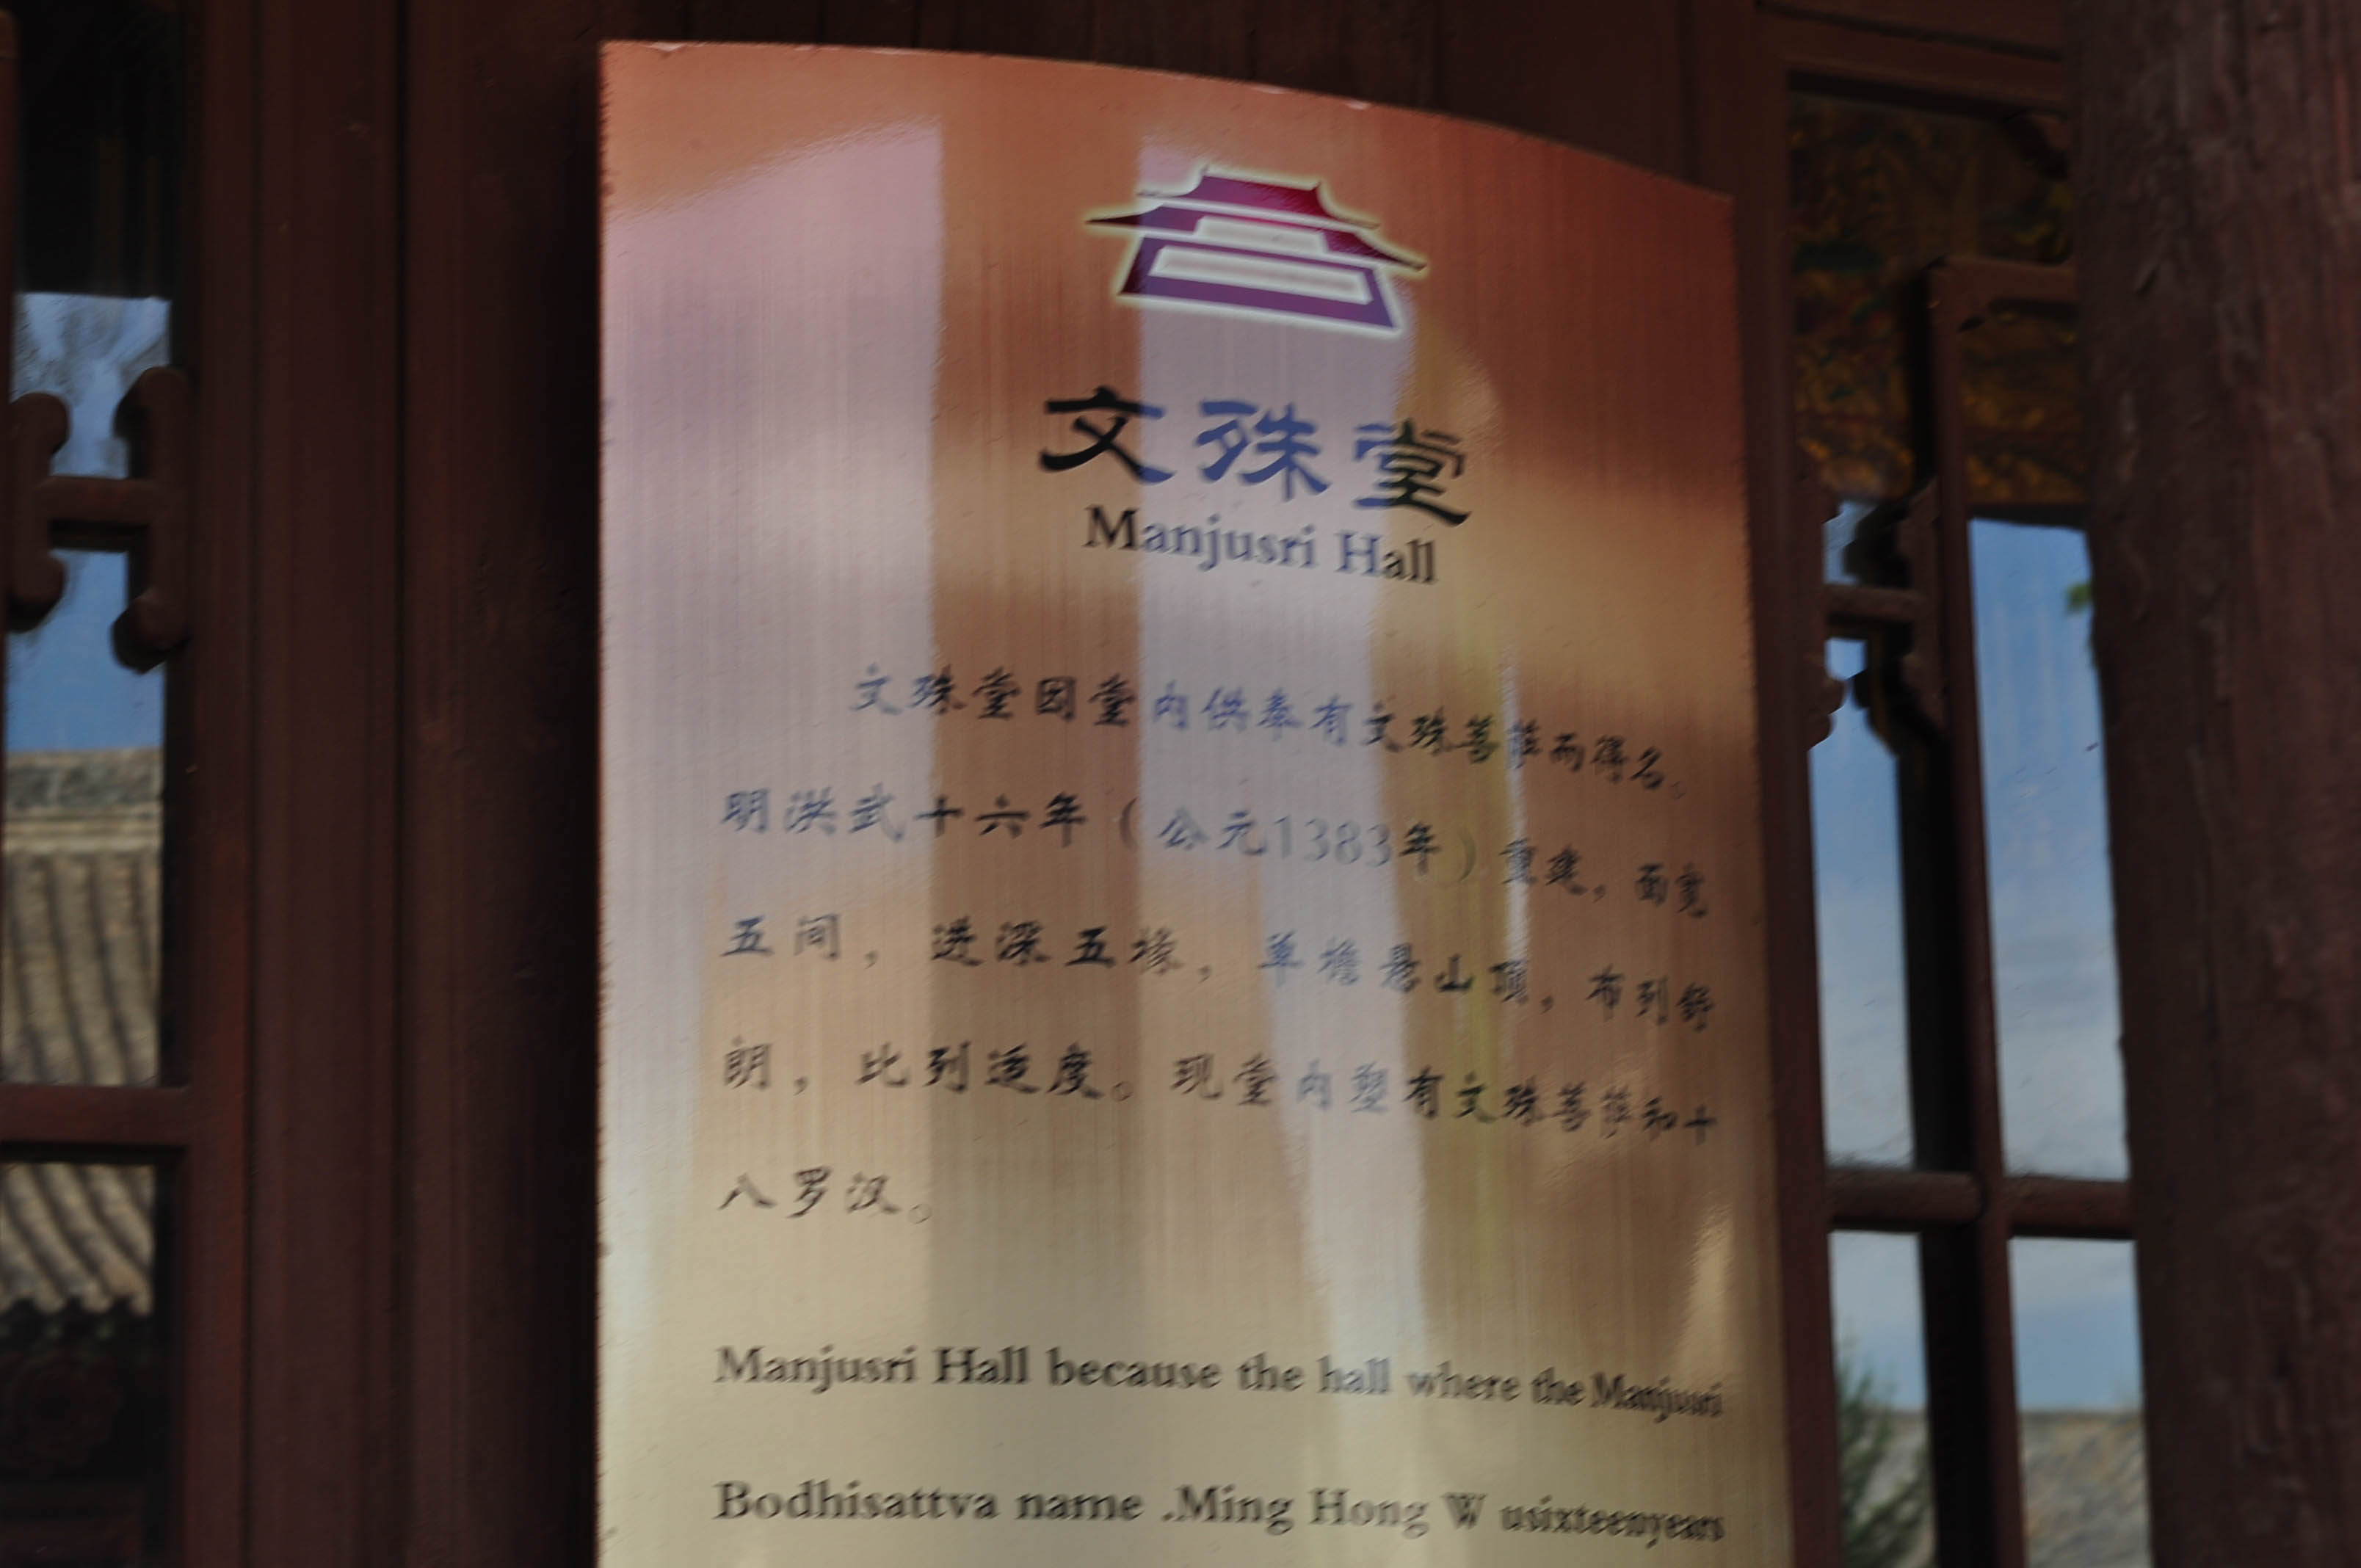 文殊堂
Manjusri Hall
文殊堂因堂内供奉有文殊菩萨而得名。
明洪武十六年（公元1383年）重建，面宽
五间，进深五椽，单檐悬山顶，布列舒
朗，比列适度。现堂内塑有文殊菩萨和十
八罗汉。
Manjusri Hall because the hall where the Manjusri
Bodhisattva name .Ming Hong W usixteenyears